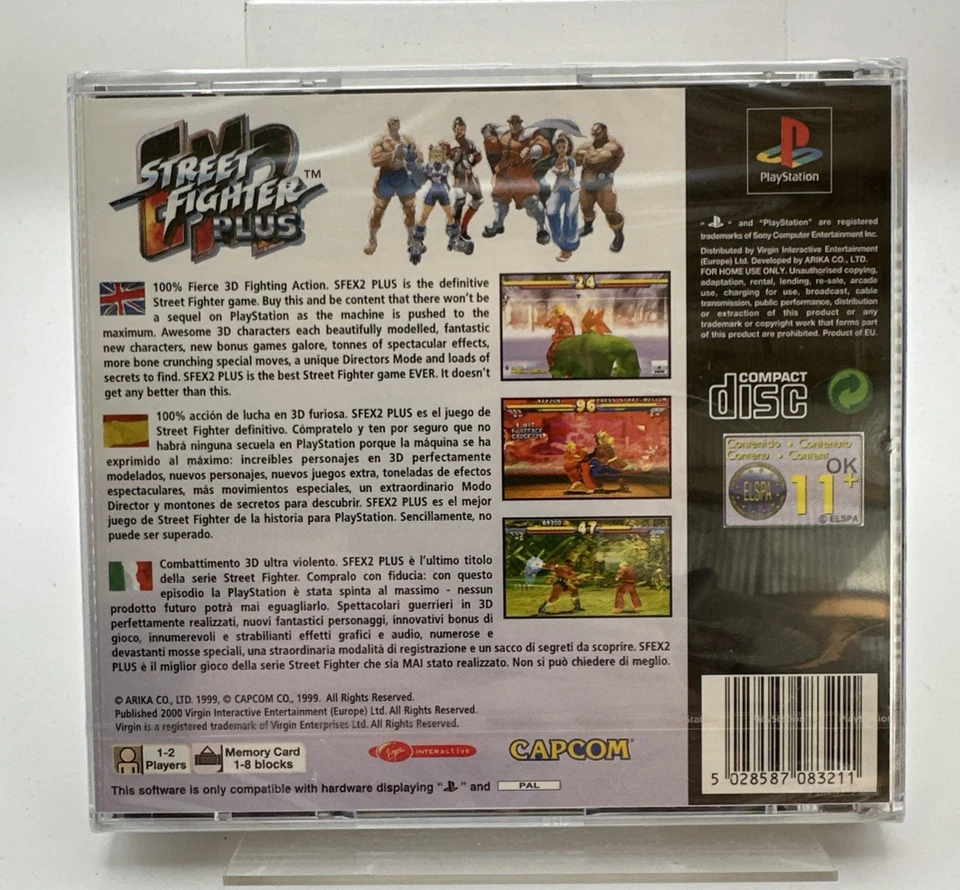 STREET
FIGHTER™
EX2
PLUS
100% Fierce 3D Fighting Action. SFEX2 PLUS is the definitive
Street Fighter game. Buy this and be content that there won't be
a sequel on PlayStation as the machine is pushed to the
maximum. Awesome 3D characters each beautifully modelled, fantastic
new characters, new bonus games galore, tonnes of spectacular effects,
more bone crunching special moves, a unique Directors Mode and loads of
secrets to find. SFEX2 PLUS is the best Street Fighter game EVER. It doesn't
get any better than this.
100% acción de lucha en 3D furiosa. SFEX2 PLUS es el juego de
Street Fighter definitivo. Cómpratelo y ten por seguro que no
habrá ninguna secuela en PlayStation porque la máquina se ha
exprimido al máximo: increíbles personajes en 3D perfectamente
modelados, nuevos personajes, nuevos juegos extra, toneladas de efectos
espectaculares, más movimientos especiales, un extraordinario Modo
Director y montones de secretos para descubrir. SFEX2 PLUS es el mejor
juego de Street Fighter de la historia para PlayStation. Sencillamente, no
puede ser superado.
Combattimento 3D ultra violento. SFEX2 PLUS è l'ultimo titolo
della serie Street Fighter. Compralo con fiducia: con questo
episodio la PlayStation è stata spinta al massimo - nessun
prodotto futuro potrà mai eguagliarlo. Spettacolari guerrieri in 3D
perfettamente realizzati, nuovi fantastici personaggi, innovativi bonus di
gioco, innumerevoli e strabilianti effetti grafici e audio, numerose e
devastanti mosse speciali, una straordinaria modalità di registrazione e un sacco di segreti da scoprire. SFEX2
PLUS è il miglior gioco della serie Street Fighter che sia MAI stato realizzato. Non si può chiedere di meglio.
© ARIKA CO., LTD. 1999, © CAPCOM CO., 1999. All Rights Reserved.
Published 2000 Virgin Interactive Entertainment (Europe) Ltd. All Rights Reserved.
Virgin is a registered trademark of Virgin Enterprises Ltd. All Rights Reserved.
1-2
Players
Memory Card
1-8 blocks
Virgin INTERACTIVE
CAPCOM
This software is only compatible with hardware displaying " " and PAL
24
96
PRESS START BUTTON
47
PlayStation
" " and "PlayStation" are registered
trademarks of Sony Computer Entertainment Inc.
Distributed by Virgin Interactive Entertainment
(Europe) Ltd. Developed by ARIKA CO., LTD.
FOR HOME USE ONLY. Unauthorised copying,
adaptation, rental, lending, re-sale, arcade
use, charging for use, broadcast, cable
transmission, public performance, distribution
or extraction of this product or any
trademark or copyright work that forms part
of this product are prohibited. Product of EU.
COMPACT
disc
Contenido • Contenuto
Contenu • Content
OK
ELSPA
11+
© ELSPA
5 028587 083211